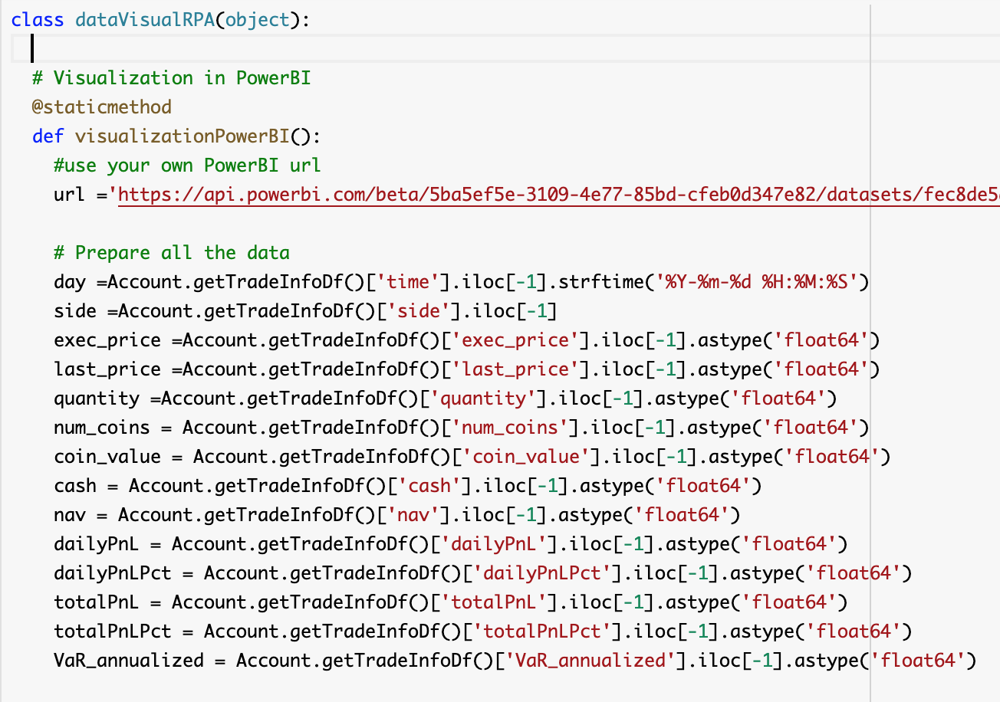 class dataVisualRPA(object):
# Visualization in PowerBI
@staticmethod
def visualizationPowerBI():
#use your own PowerBI url
url ='https://api.powerbi.com/beta/5ba5ef5e-3109-4e77-85bd-cfeb0d347e82/datasets/fec8de5
# Prepare all the data
day =Account.getTradeInfoDf()['time'].iloc[-1].strftime('%Y-%m-%d %H:%M:%S')
side =Account.getTradeInfoDf()['side'].iloc[-1]
exec_price =Account.getTradeInfoDf()['exec_price'].iloc[-1].astype('float64')
last_price =Account.getTradeInfoDf()['last_price'].iloc[-1].astype('float64')
quantity =Account.getTradeInfoDf()['quantity'].iloc[-1].astype('float64')
num_coins = Account.getTradeInfoDf()['num_coins'].iloc[-1].astype('float64')
coin_value = Account.getTradeInfoDf()['coin_value'].iloc[-1].astype('float64')
cash = Account.getTradeInfoDf()['cash'].iloc[-1].astype('float64')
nav = Account.getTradeInfoDf()['nav'].iloc[-1].astype('float64')
dailyPnL = Account.getTradeInfoDf()['dailyPnL'].iloc[-1].astype('float64')
dailyPnLPct = Account.getTradeInfoDf()['dailyPnLPct'].iloc[-1].astype('float64')
totalPnL = Account.getTradeInfoDf()['totalPnL'].iloc[-1].astype('float64')
totalPnLPct = Account.getTradeInfoDf()['totalPnLPct'].iloc[-1].astype('float64')
VaR_annualized = Account.getTradeInfoDf()['VaR_annualized'].iloc[-1].astype('float64')